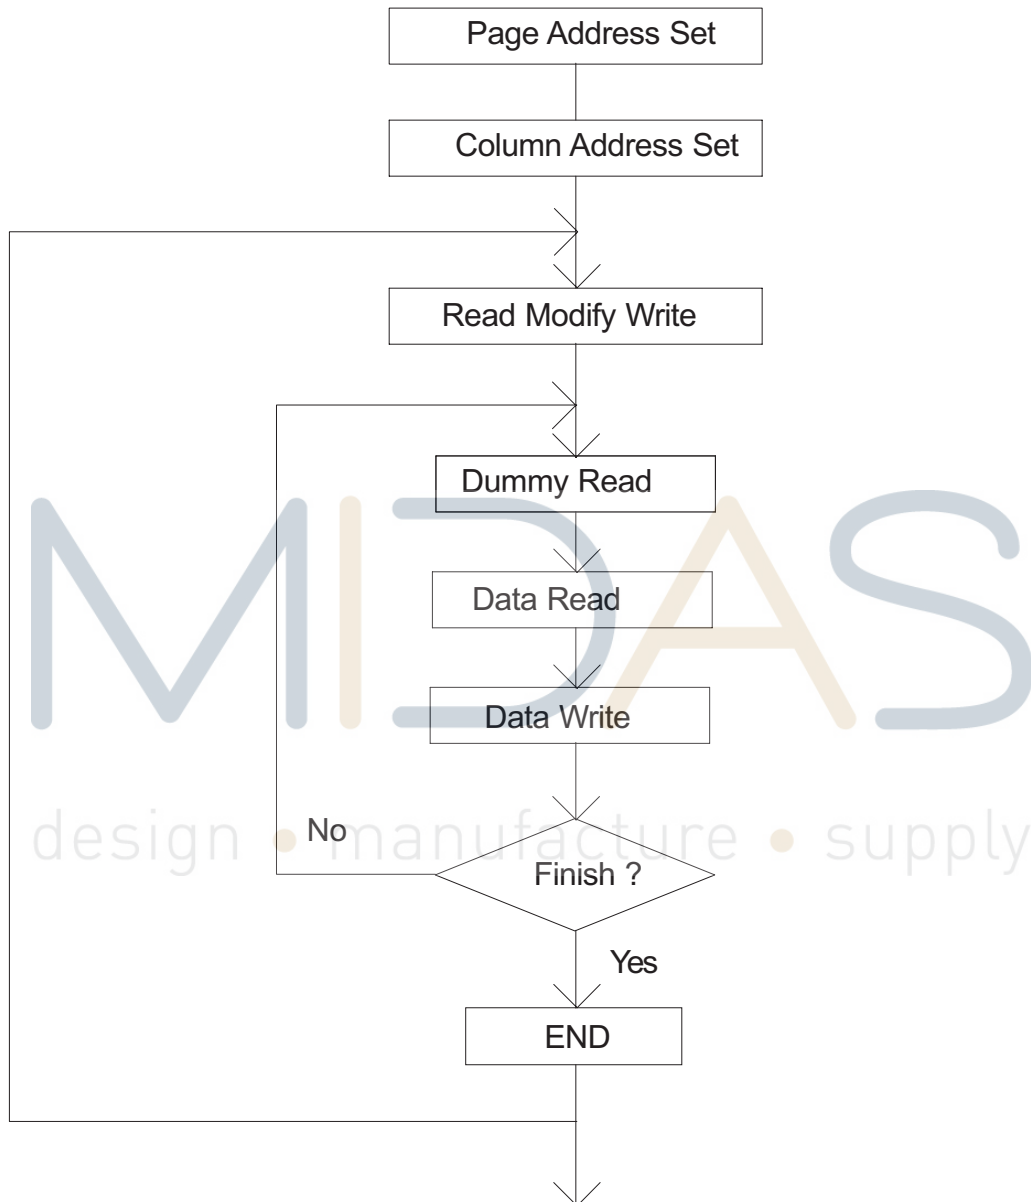 Page Address Set
Column Address Set
Read Modify Write
Dummy Read
MIDAS
Data Read
Data Write
design • manufacture • supply
No
Finish ?
Yes
END